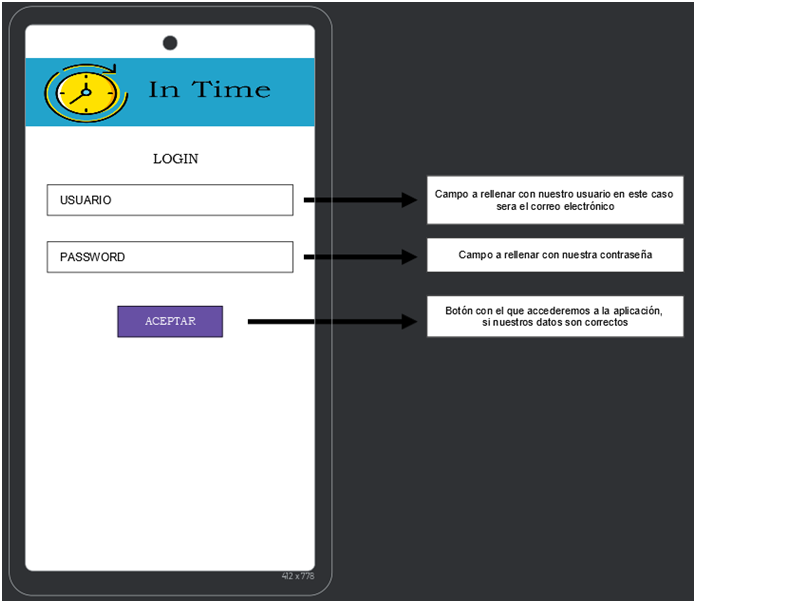 In Time
LOGIN
USUARIO
Campo a rellenar con nuestro usuario en este caso
sera el correo electrónico
PASSWORD
Campo a rellenar con nuestra contraseña
ACEPTAR
Botón con el que accederemos a la aplicación,
si nuestros datos son correctos
412 x 778